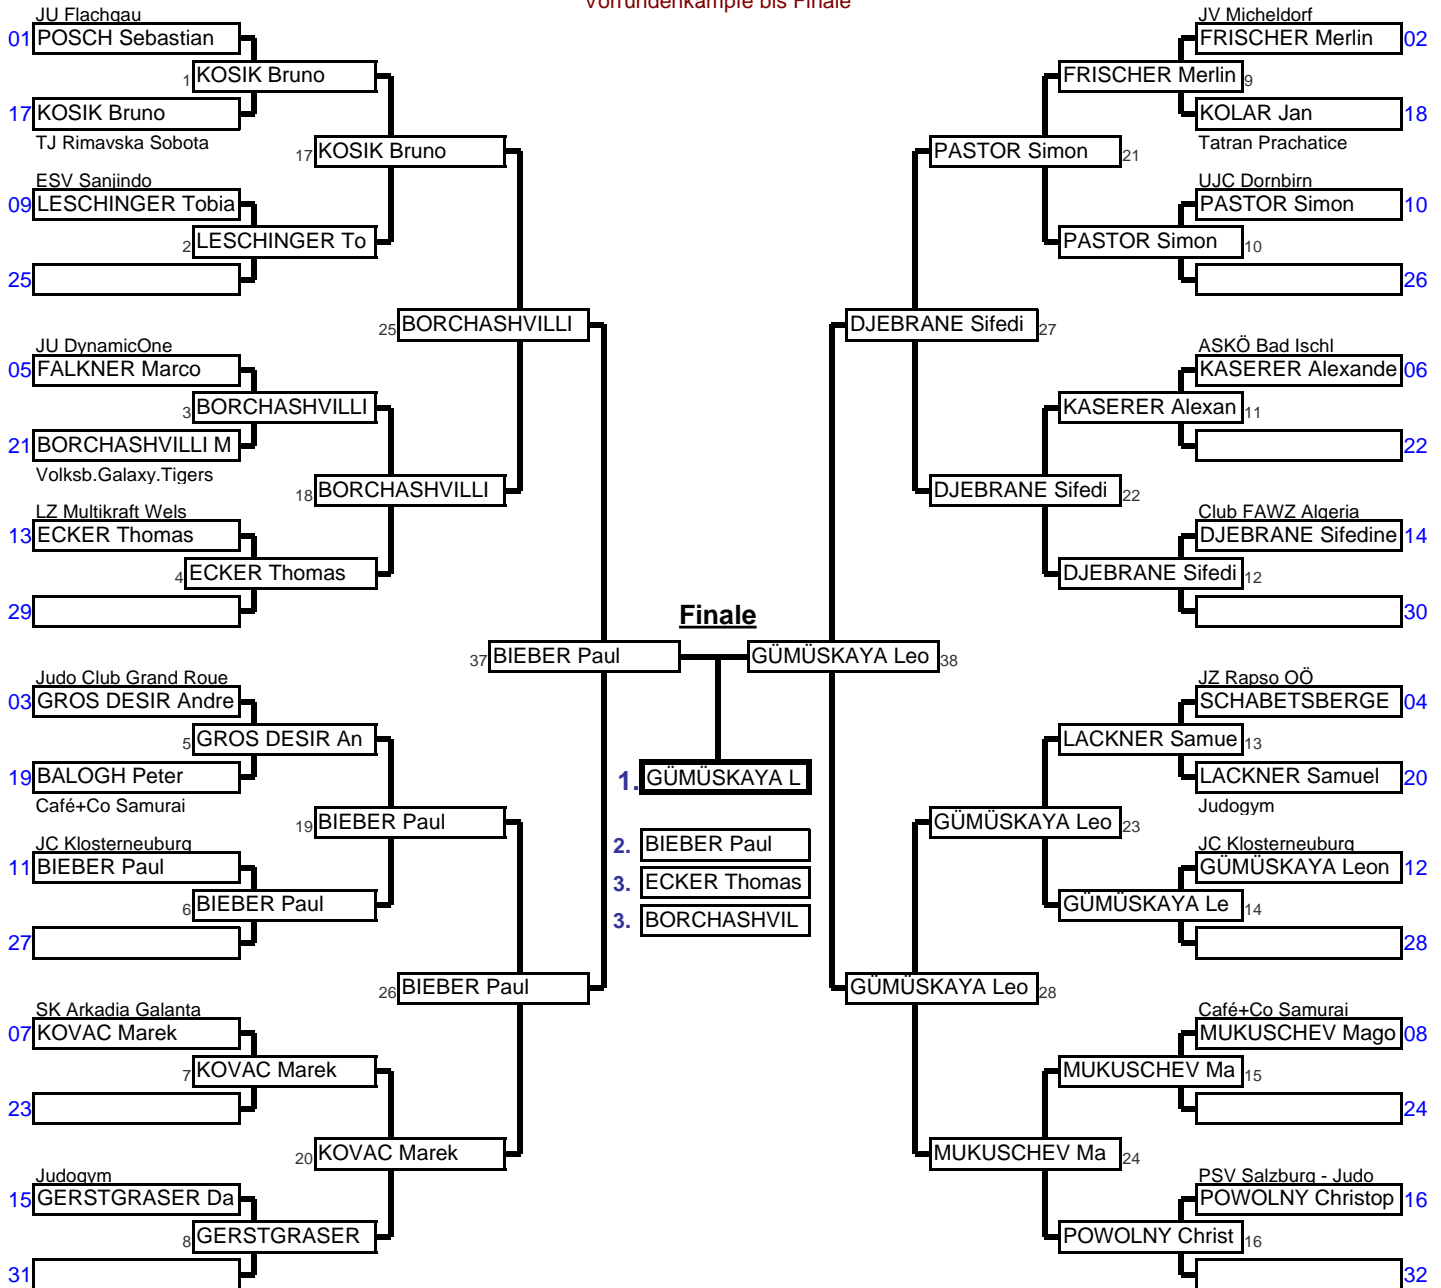 Vorrundenkämpfe bis Finale
JU Flachgau
01 POSCH Sebastian
1 KOSIK Bruno
17 KOSIK Bruno
TJ Rimavska Sobota
17 KOSIK Bruno
ESV Sanjindo
09 LESCHINGER Tobia
2 LESCHINGER To
25
25 BORCHASHVILLI
JU DynamicOne
05 FALKNER Marco
3 BORCHASHVILLI
21 BORCHASHVILLI M
Volksb.Galaxy.Tigers
18 BORCHASHVILLI
LZ Multikraft Wels
13 ECKER Thomas
4 ECKER Thomas
29
37 BIEBER Paul
Judo Club Grand Roue
03 GROS DESIR Andre
5 GROS DESIR An
19 BALOGH Peter
Café+Co Samurai
19 BIEBER Paul
JC Klosterneuburg
11 BIEBER Paul
6 BIEBER Paul
27
26 BIEBER Paul
SK Arkadia Galanta
07 KOVAC Marek
7 KOVAC Marek
23
20 KOVAC Marek
Judogym
15 GERSTGRASER Da
8 GERSTGRASER
31
Finale
1. GÜMÜSKAYA L
2. BIEBER Paul
3. ECKER Thomas
3. BORCHASHVIL
JV Micheldorf
FRISCHER Merlin 02
FRISCHER Merlin 9
KOLAR Jan 18
Tatran Prachatice
PASTOR Simon 21
UJC Dornbirn
PASTOR Simon 10
PASTOR Simon 10
26
DJEBRANE Sifedi 27
ASKÖ Bad Ischl
KASERER Alexande 06
KASERER Alexan 11
22
DJEBRANE Sifedi 22
Club FAWZ Algeria
DJEBRANE Sifedine 14
DJEBRANE Sifedi 12
30
GÜMÜSKAYA Leo 38
JZ Rapso OÖ
SCHABETSBERGE 04
LACKNER Samue 13
LACKNER Samuel 20
Judogym
GÜMÜSKAYA Leo 23
JC Klosterneuburg
GÜMÜSKAYA Leon 12
GÜMÜSKAYA Le 14
28
GÜMÜSKAYA Leo 28
Café+Co Samurai
MUKUSCHEV Mago 08
MUKUSCHEV Ma 15
24
MUKUSCHEV Ma 24
PSV Salzburg - Judo
POWOLNY Christop 16
POWOLNY Christ 16
32